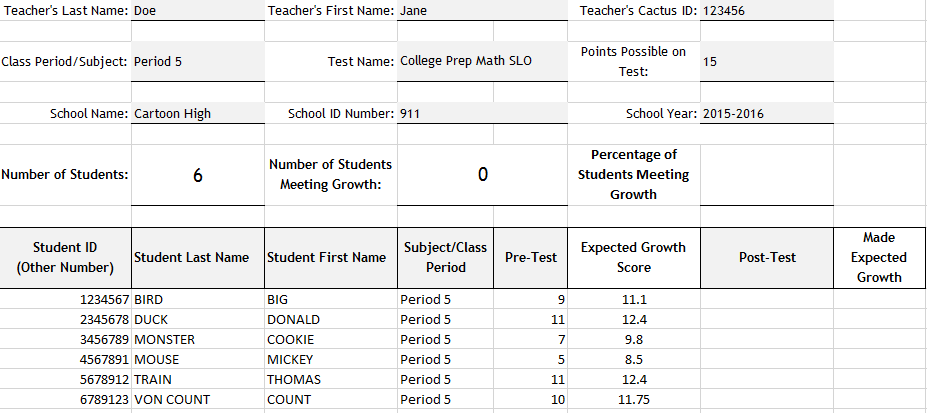 Teacher's Last Name: Doe Teacher's First Name: Jane Teacher's Cactus ID: 123456
Class Period/Subject: Period 5 Test Name: College Prep Math SLO Points Possible on Test: 15
School Name: Cartoon High School ID Number: 911 School Year: 2015-2016
Number of Students: 6 Number of Students Meeting Growth: 0 Percentage of Students Meeting Growth
Student ID (Other Number) Student Last Name Student First Name Subject/Class Period Pre-Test Expected Growth Score Post-Test Made Expected Growth
1234567 BIRD BIG Period 5 9 11.1
2345678 DUCK DONALD Period 5 11 12.4
3456789 MONSTER COOKIE Period 5 7 9.8
4567891 MOUSE MICKEY Period 5 5 8.5
5678912 TRAIN THOMAS Period 5 11 12.4
6789123 VON COUNT COUNT Period 5 10 11.75